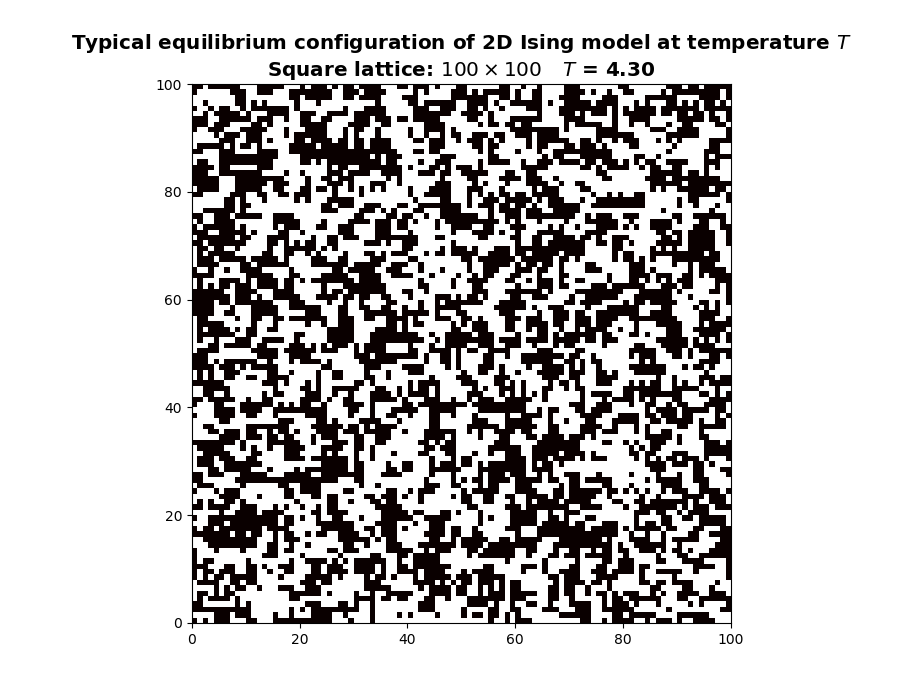 Typical equilibrium configuration of 2D Ising model at temperature T
Square lattice: 100 × 100 T = 4.30
100
80
60
40
20
0
0 20 40 60 80 100